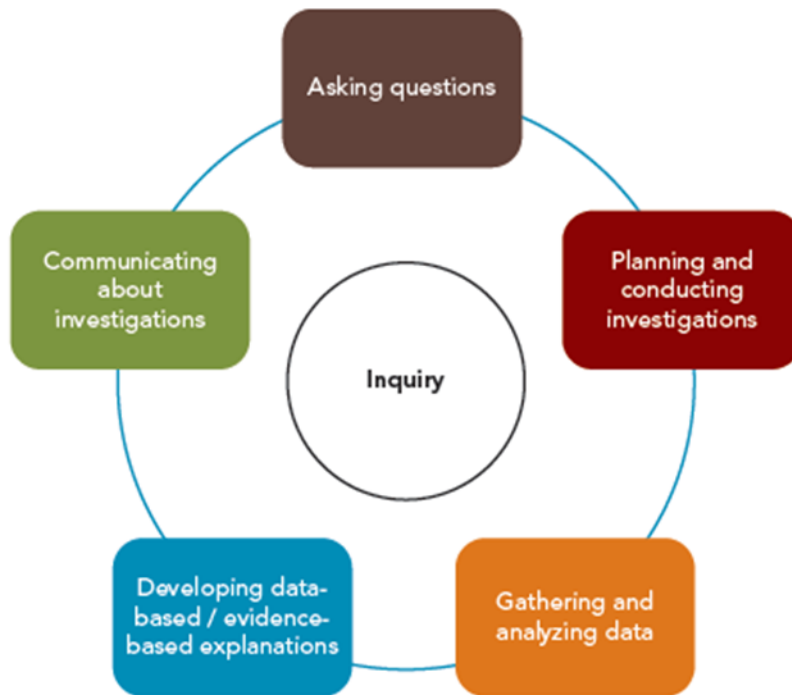 Asking questions
Planning and
conducting
investigations
Gathering and
analyzing data
Developing data-
based / evidence-
based explanations
Communicating
about
investigations
Inquiry